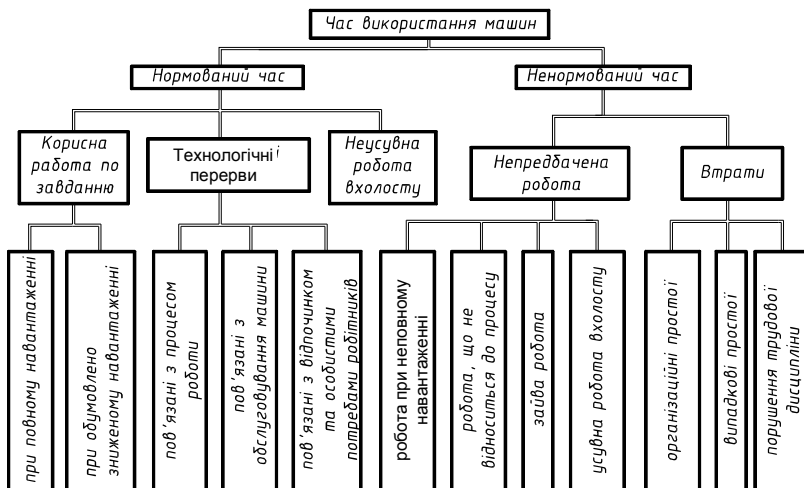 Час використання машин
Нормований час
Ненормований час
Корисна
работа по
завданню
Технологічні
перерви
Неусувна
робота
вхолосту
Непредбачена
робота
Втрати
при повному навантаженні
при обумовлено
зниженому навантаженні
пов'язані з процесом
роботи
пов'язані з
обслуговування машини
пов'язані з відпочинком
та особистими
потребами робітників
робота при неповному
навантаженні
робота, що не
відноситься до процесу
зайва робота
усувна робота вхолосту
організаційні простої
випадкові простої
порушення трудової
дисципліни